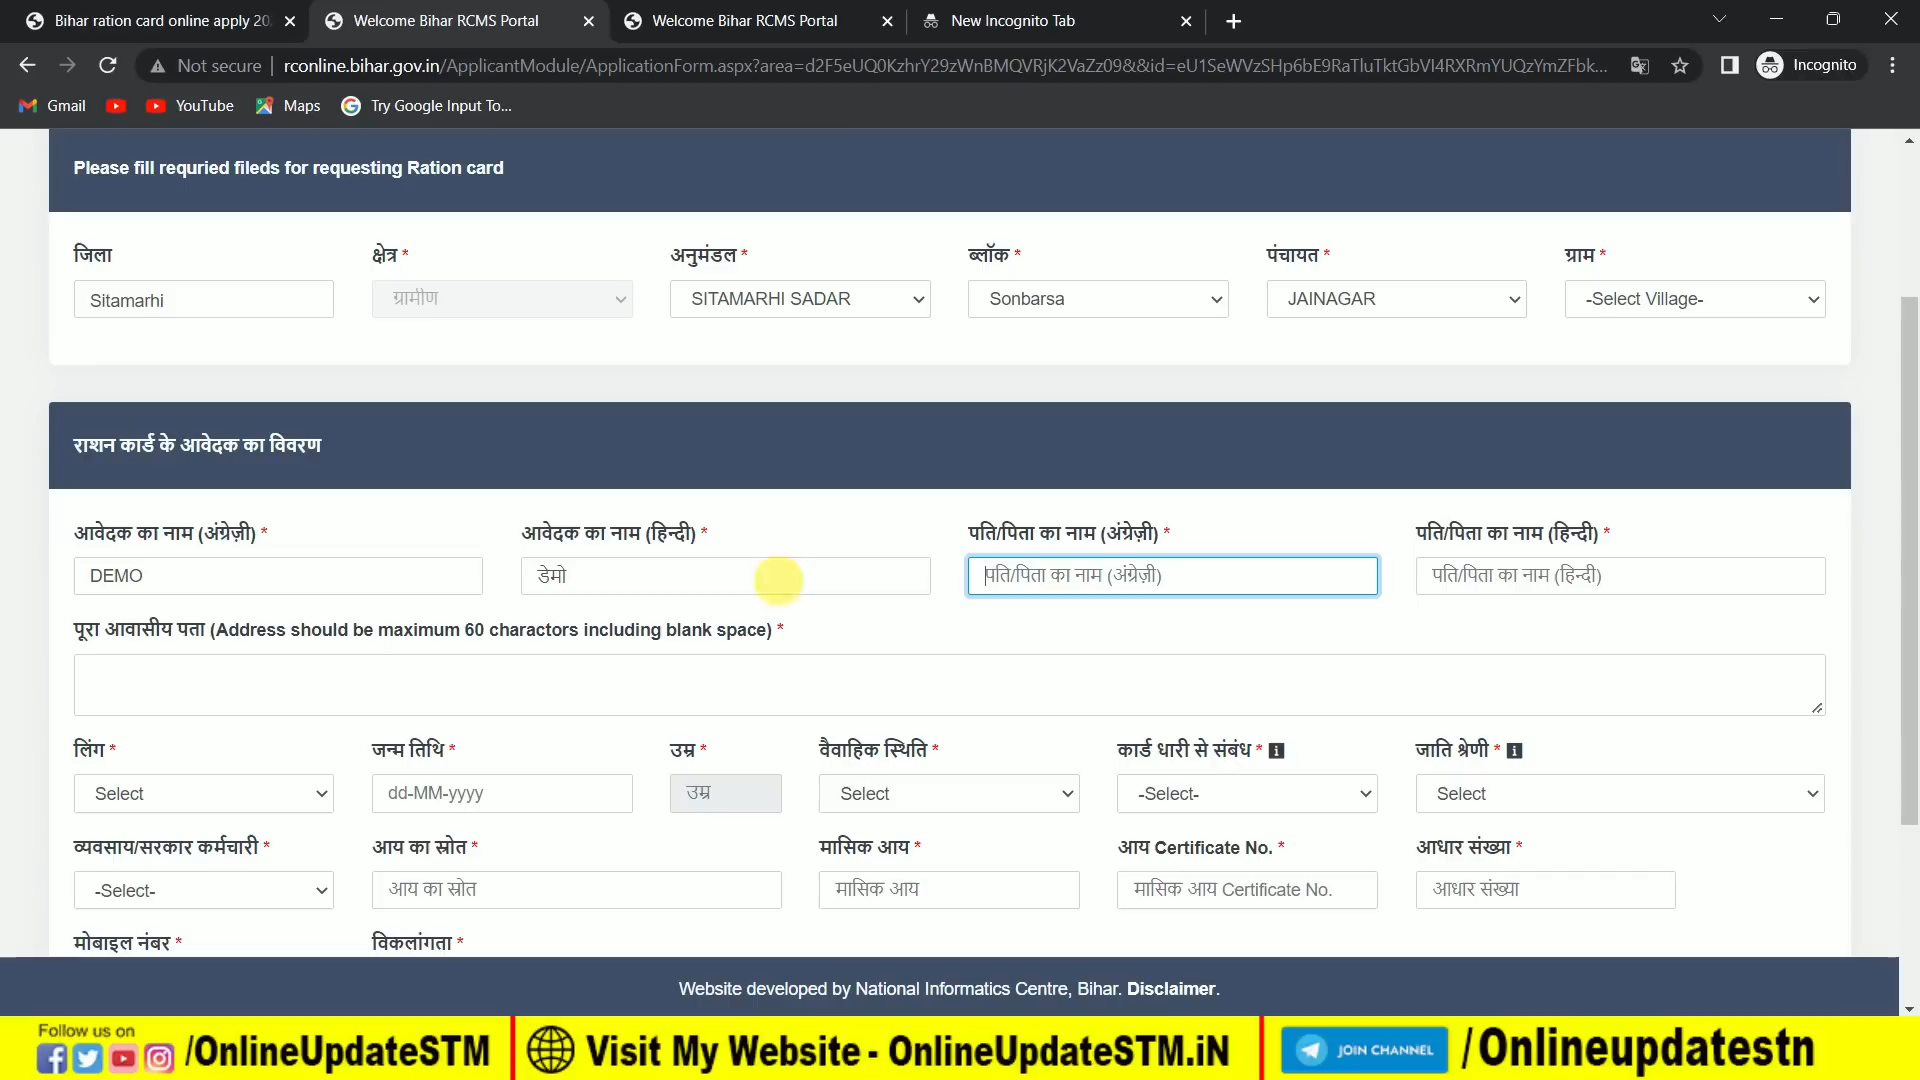 Bihar ration card online apply 20
Welcome Bihar RCMS Portal
Welcome Bihar RCMS Portal
New Incognito Tab
Not secure
rconline.bihar.gov.in/ApplicantModule/ApplicationForm.aspx?area=d2F5eUQ0KzhrY29zWnBMQVRjK2VaZz09&&id=eU1SeWVzSHp6bE9RaTluTktGbVI4RXRmYUQzYmZFbk...
Incognito
Gmail
YouTube
Maps
Try Google Input To...
Please fill requried fileds for requesting Ration card
जिला
क्षेत्र *
अनुमंडल *
ब्लॉक *
पंचायत *
ग्राम *
Sitamarhi
ग्रामीण
SITAMARHI SADAR
Sonbarsa
JAINAGAR
-Select Village-
राशन कार्ड के आवेदक का विवरण
आवेदक का नाम (अंग्रेज़ी) *
आवेदक का नाम (हिन्दी) *
पति/पिता का नाम (अंग्रेज़ी) *
पति/पिता का नाम (हिन्दी) *
DEMO
डेमो
पति/पिता का नाम (अंग्रेज़ी)
पति/पिता का नाम (हिन्दी)
पूरा आवासीय पता (Address should be maximum 60 charactors including blank space) *
लिंग *
जन्म तिथि *
उम्र *
वैवाहिक स्थिति *
कार्ड धारी से संबंध * i
जाति श्रेणी * i
Select
dd-MM-yyyy
उम्र
Select
-Select-
Select
व्यवसाय/सरकार कर्मचारी *
आय का स्रोत *
मासिक आय *
आय Certificate No. *
आधार संख्या *
-Select-
आय का स्रोत
मासिक आय
मासिक आय Certificate No.
आधार संख्या
मोबाइल नंबर *
विकलांगता *
Website developed by National Informatics Centre, Bihar. Disclaimer.
Follow us on
/OnlineUpdateSTM
Visit My Website - OnlineUpdateSTM.iN
JOIN CHANNEL
/Onlineupdatestn